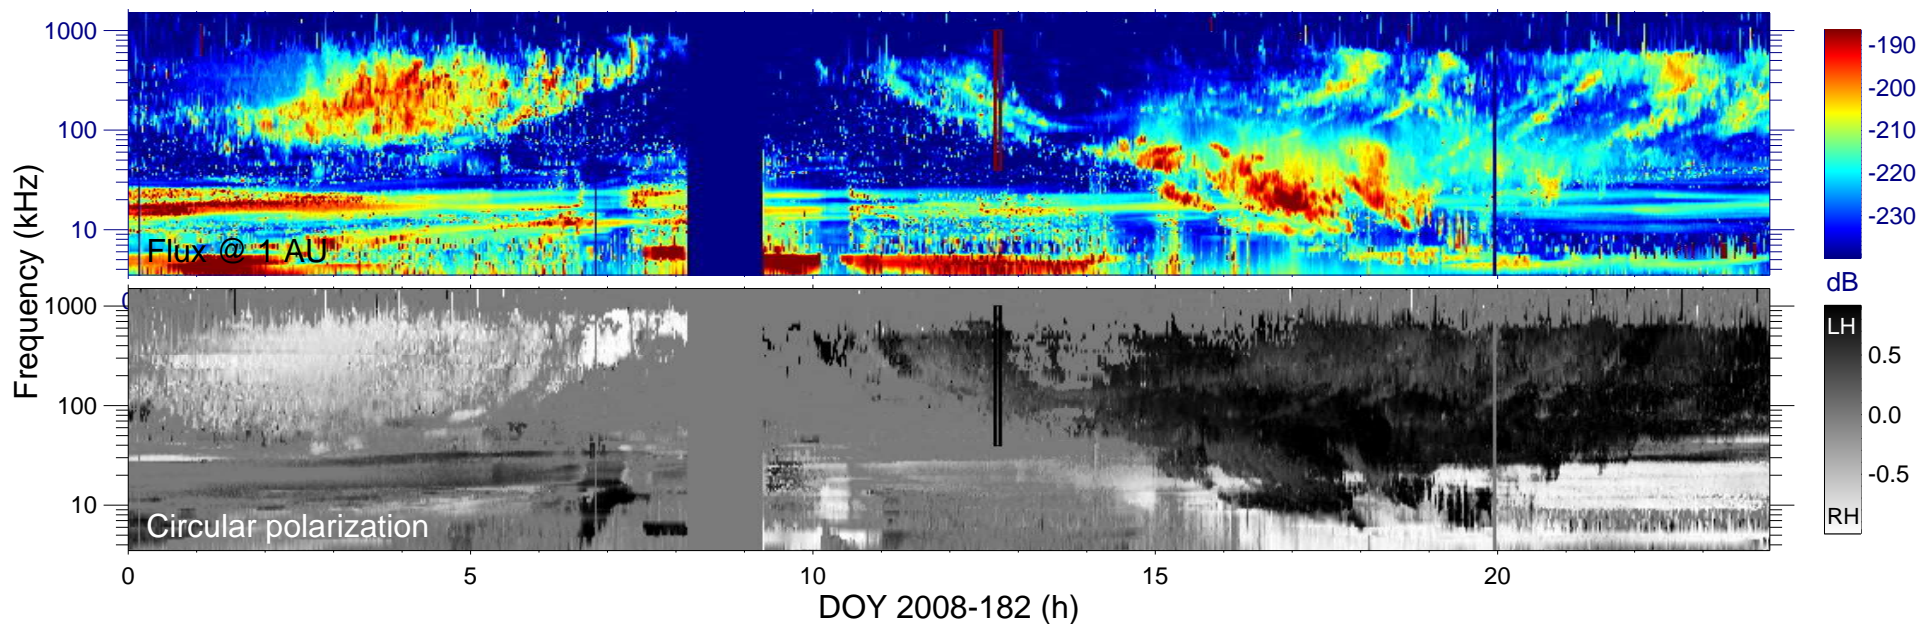 1000
100
10
Flux @ 1 AU
-190
-200
-210
-220
-230
dB
Frequency (kHz)
0
1000
100
10
Circular polarization
LH
0.5
0.0
-0.5
RH
0 5 10 15 20
DOY 2008-182 (h)